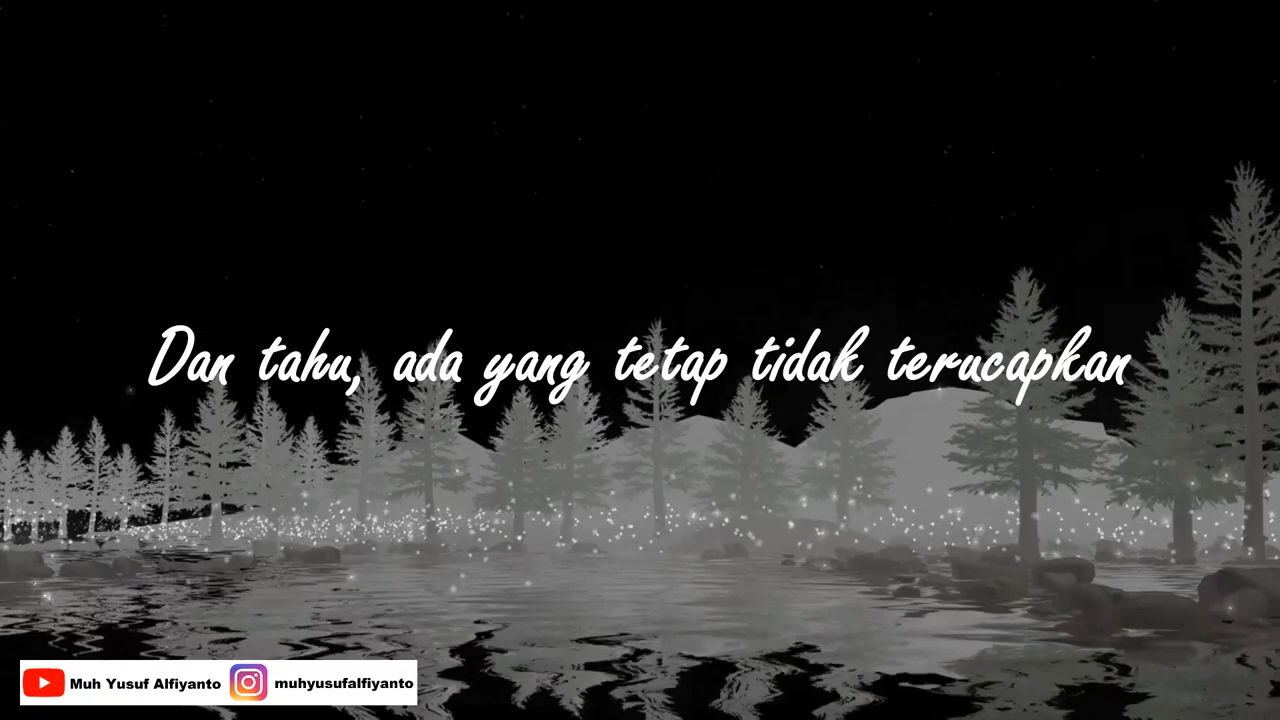 Dan tahu, ada yang tetap tidak terucapkan
Muh Yusuf Alfiyanto muhyusufalfiyanto